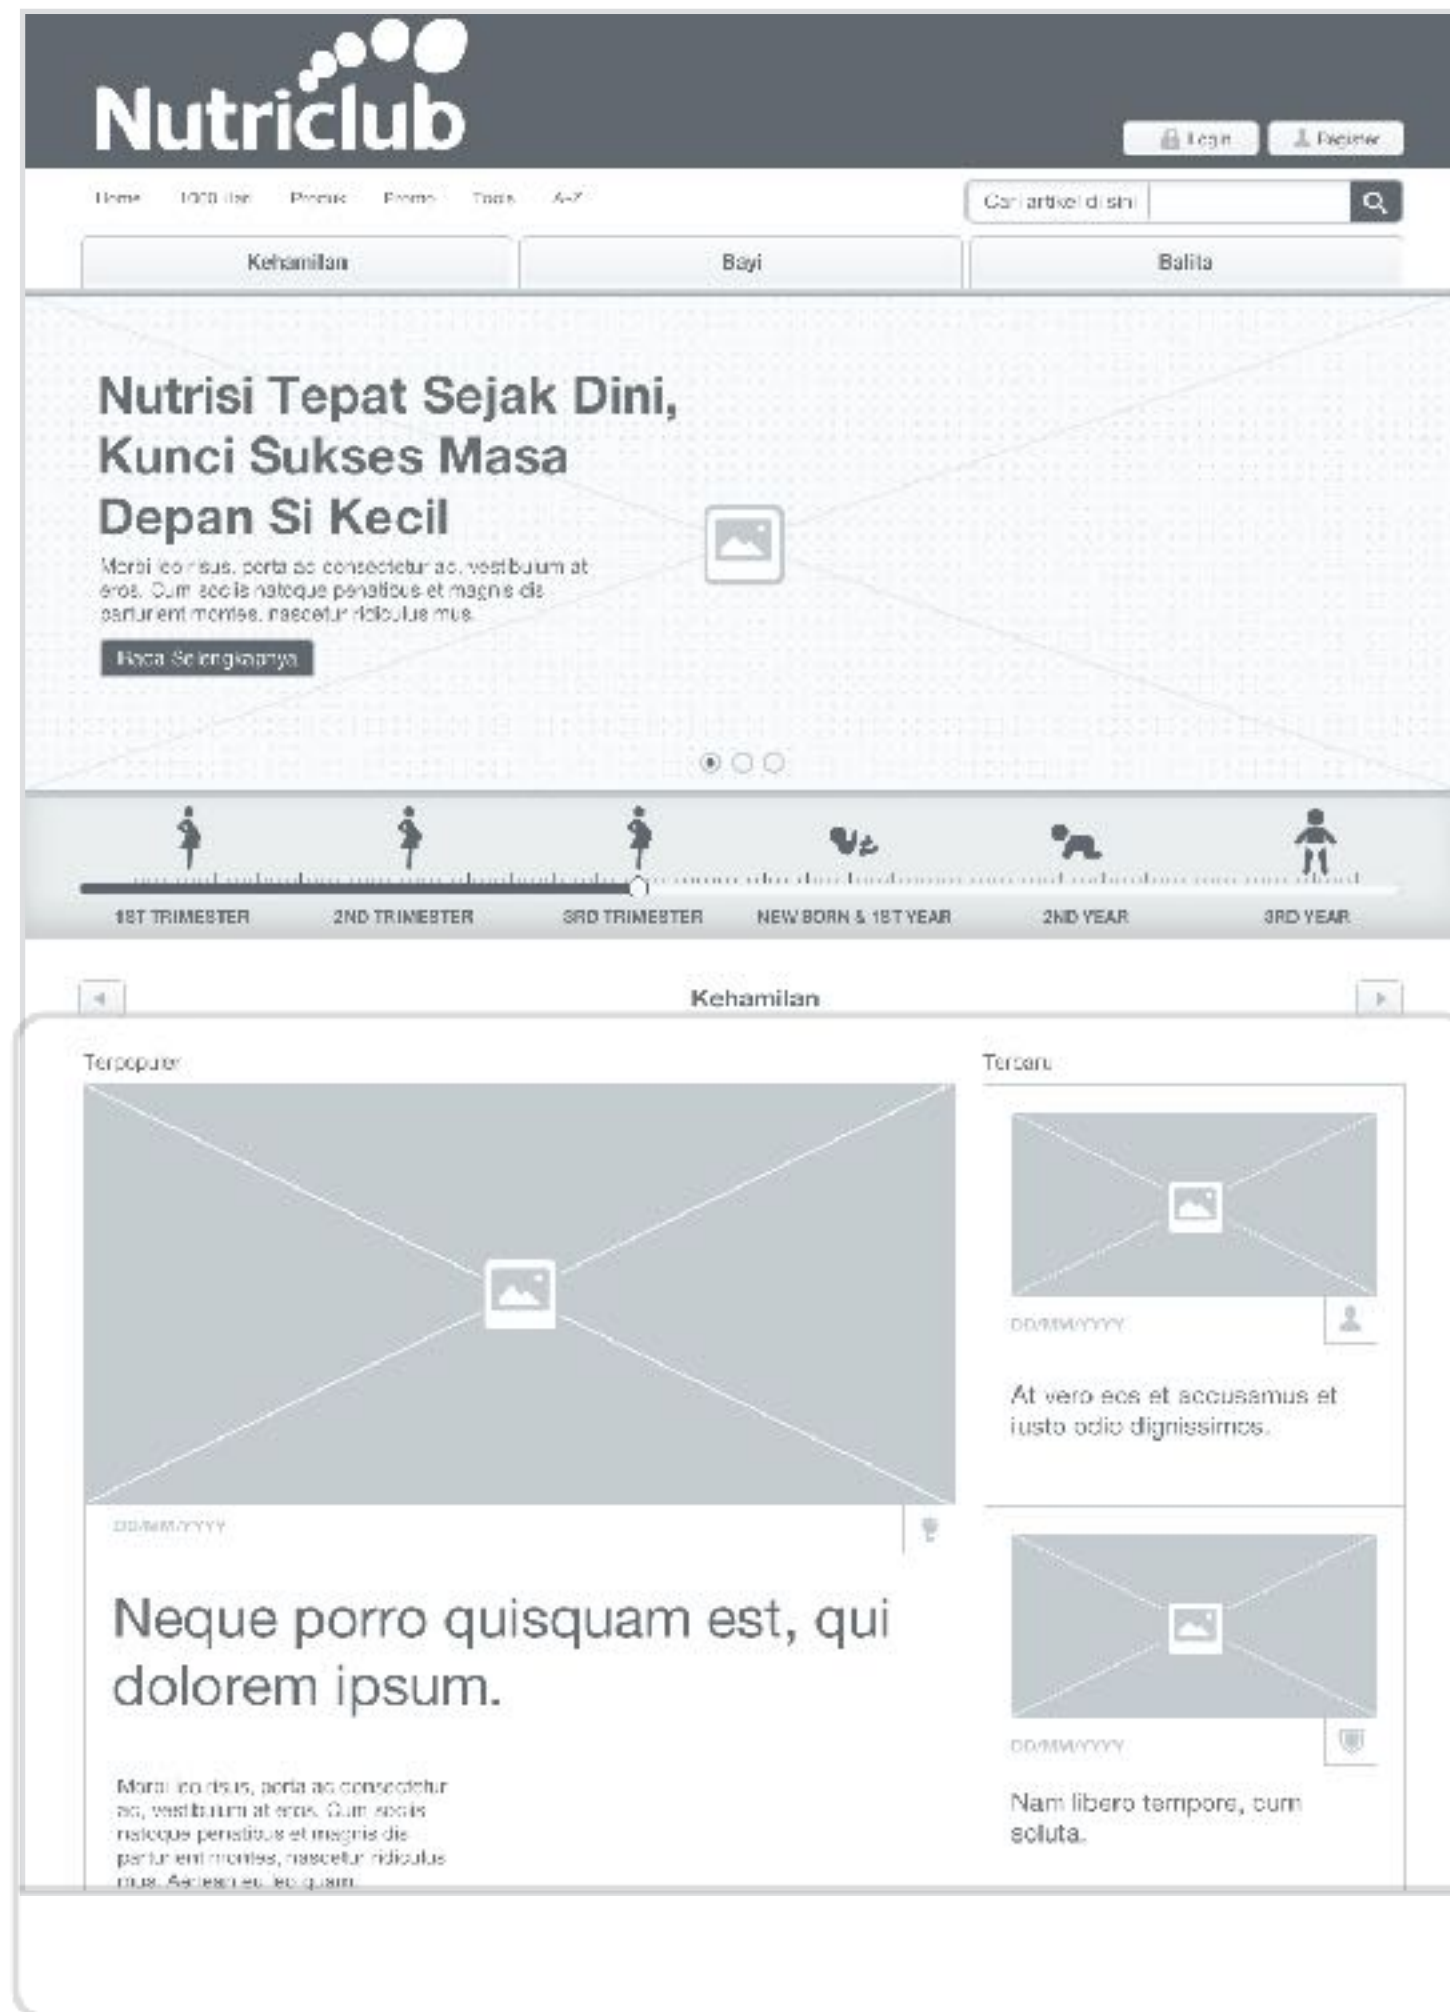 Nutriclub
Login
Register
Home
1000 Hari
Produk
Promo
Tools
A-Z
Cari artikel di sini
Kehamilan
Bayi
Balita
Nutrisi Tepat Sejak Dini,
Kunci Sukses Masa
Depan Si Kecil
Morbi leo risus, porta ac consectetur ac, vestibulum at
eros. Cum sociis natoque penatibus et magnis dis
parturient montes, nascetur ridiculus mus.
Baca Selengkapnya
1ST TRIMESTER
2ND TRIMESTER
3RD TRIMESTER
NEW BORN & 1ST YEAR
2ND YEAR
3RD YEAR
Kehamilan
Terpopuler
DD/MM/YYYY
Neque porro quisquam est, qui
dolorem ipsum.
Morbi leo risus, porta ac consectetur
ac, vestibulum at eros. Cum sociis
natoque penatibus et magnis dis
parturient montes, nascetur ridiculus
mus. Aenean eu leo quam.
Terbaru
DD/MM/YYYY
At vero eos et accusamus et
iusto odio dignissimos.
DD/MM/YYYY
Nam libero tempore, cum
soluta.